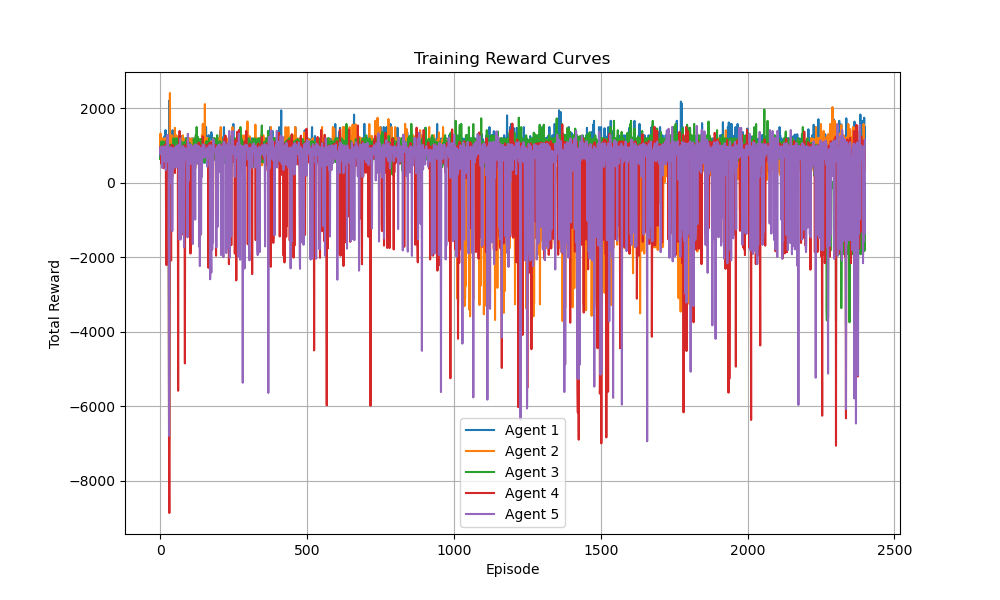 Training Reward Curves
Total Reward
2000
0
−2000
−4000
−6000
−8000
Agent 1
Agent 2
Agent 3
Agent 4
Agent 5
0
500
1000
1500
2000
2500
Episode